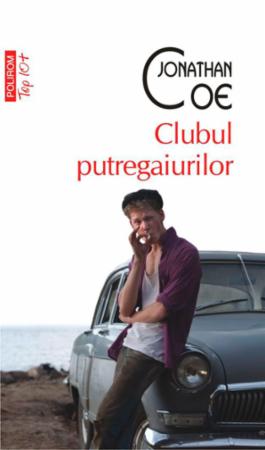 JONATHAN
COE
Clubul
putregaiurilor
POLIROM
Top 10+